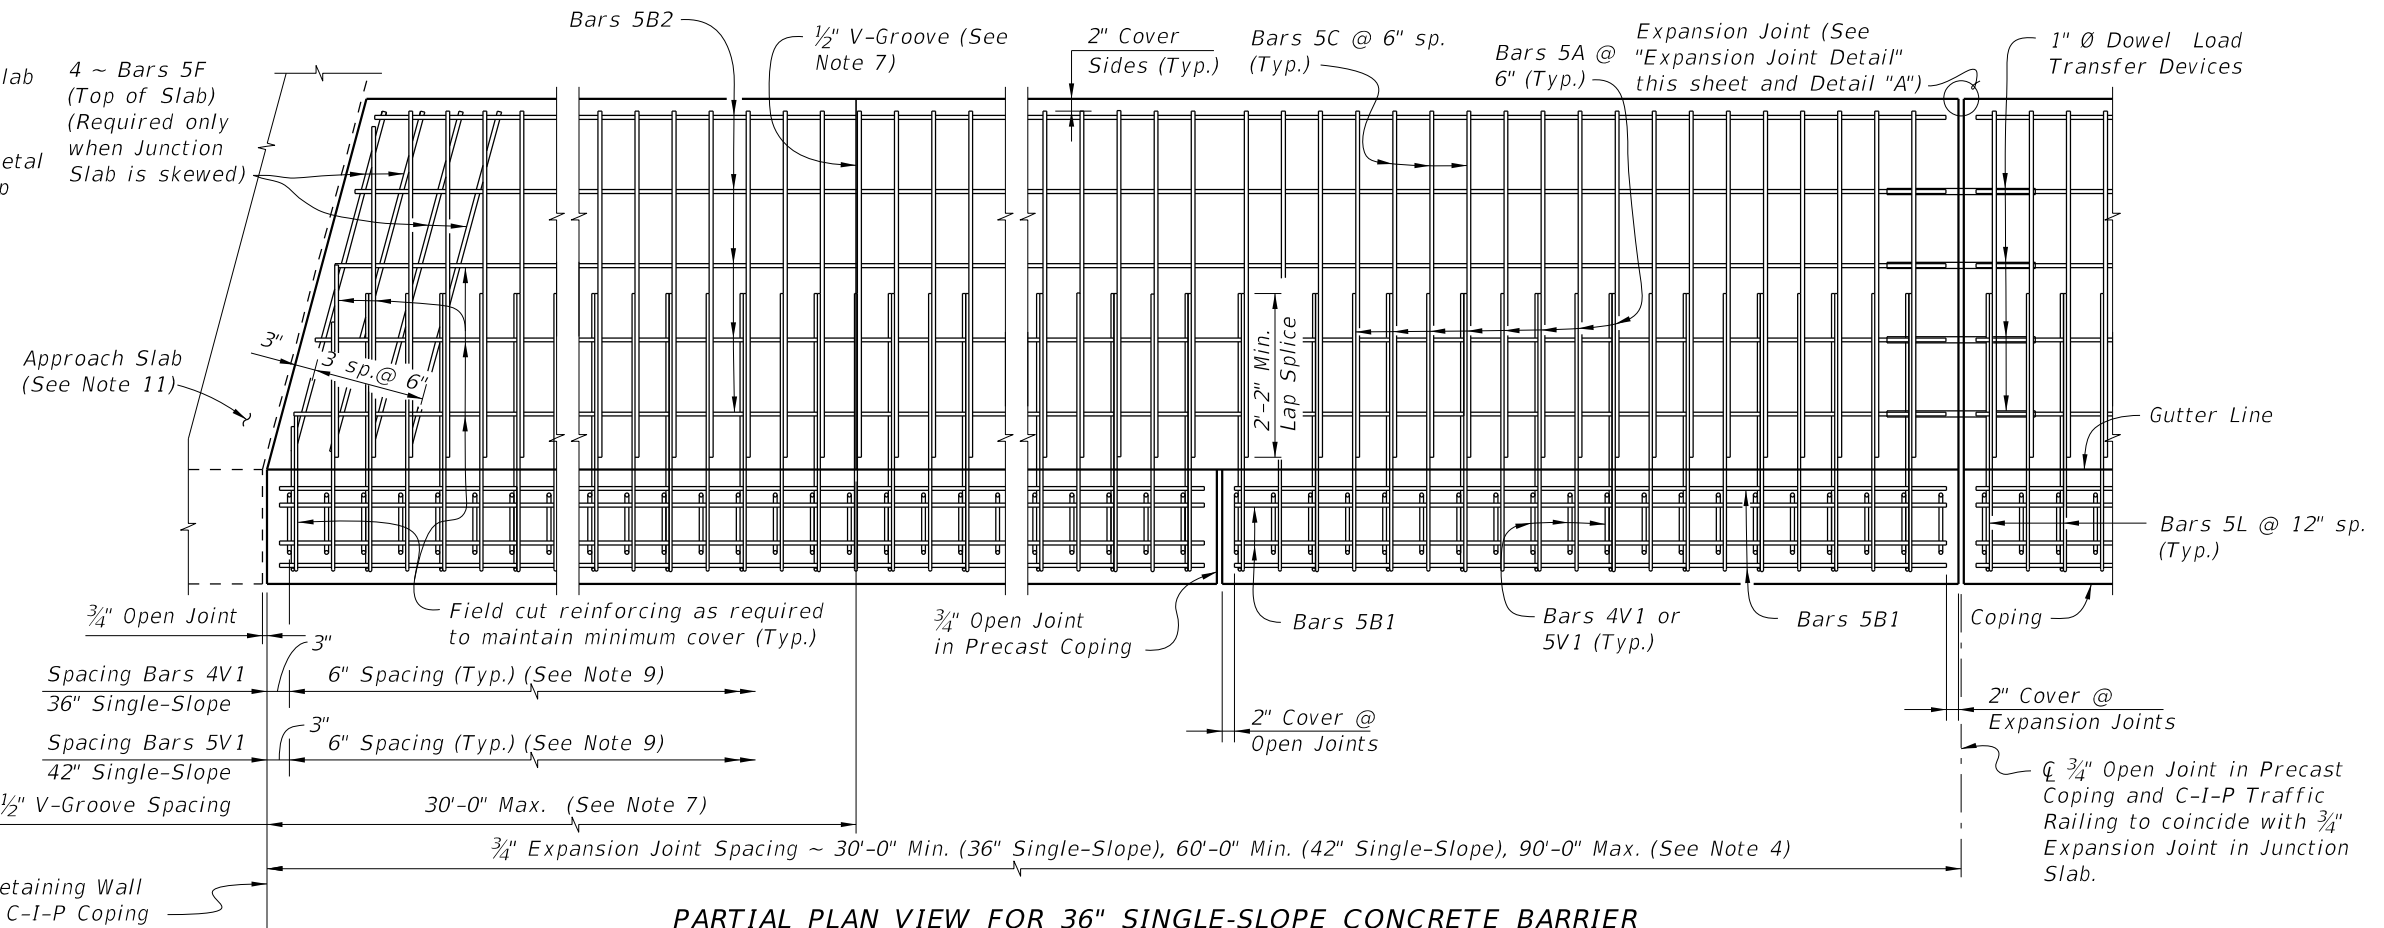 Bars 5B2
½" V-Groove (See
Note 7)
2" Cover
Sides (Typ.)
Bars 5C @ 6" sp.
(Typ.)
Bars 5A @
6" (Typ.)
Expansion Joint (See
"Expansion Joint Detail"
this sheet and Detail "A")
1" Ø Dowel Load
Transfer Devices
lab
4 ~ Bars 5F
(Top of Slab)
(Required only
when Junction
Slab is skewed)
etal
p
3"
3 sp.@ 6"
Approach Slab
(See Note 11)
2'-2" Min.
Lap Splice
Gutter Line
Bars 5L @ 12" sp.
(Typ.)
¾" Open Joint
Field cut reinforcing as required
to maintain minimum cover (Typ.)
¾" Open Joint
in Precast Coping
Bars 5B1
Bars 4V1 or
5V1 (Typ.)
Bars 5B1
Coping
3"
Spacing Bars 4V1
36" Single-Slope
6" Spacing (Typ.) (See Note 9)
3"
Spacing Bars 5V1
42" Single-Slope
6" Spacing (Typ.) (See Note 9)
2" Cover @
Open Joints
2" Cover @
Expansion Joints
℄ ¾" Open Joint in Precast
Coping and C-I-P Traffic
Railing to coincide with ¾"
Expansion Joint in Junction
Slab.
½" V-Groove Spacing
30'-0" Max. (See Note 7)
¾" Expansion Joint Spacing ~ 30'-0" Min. (36" Single-Slope), 60'-0" Min. (42" Single-Slope), 90'-0" Max. (See Note 4)
etaining Wall
C-I-P Coping
PARTIAL PLAN VIEW FOR 36" SINGLE-SLOPE CONCRETE BARRIER